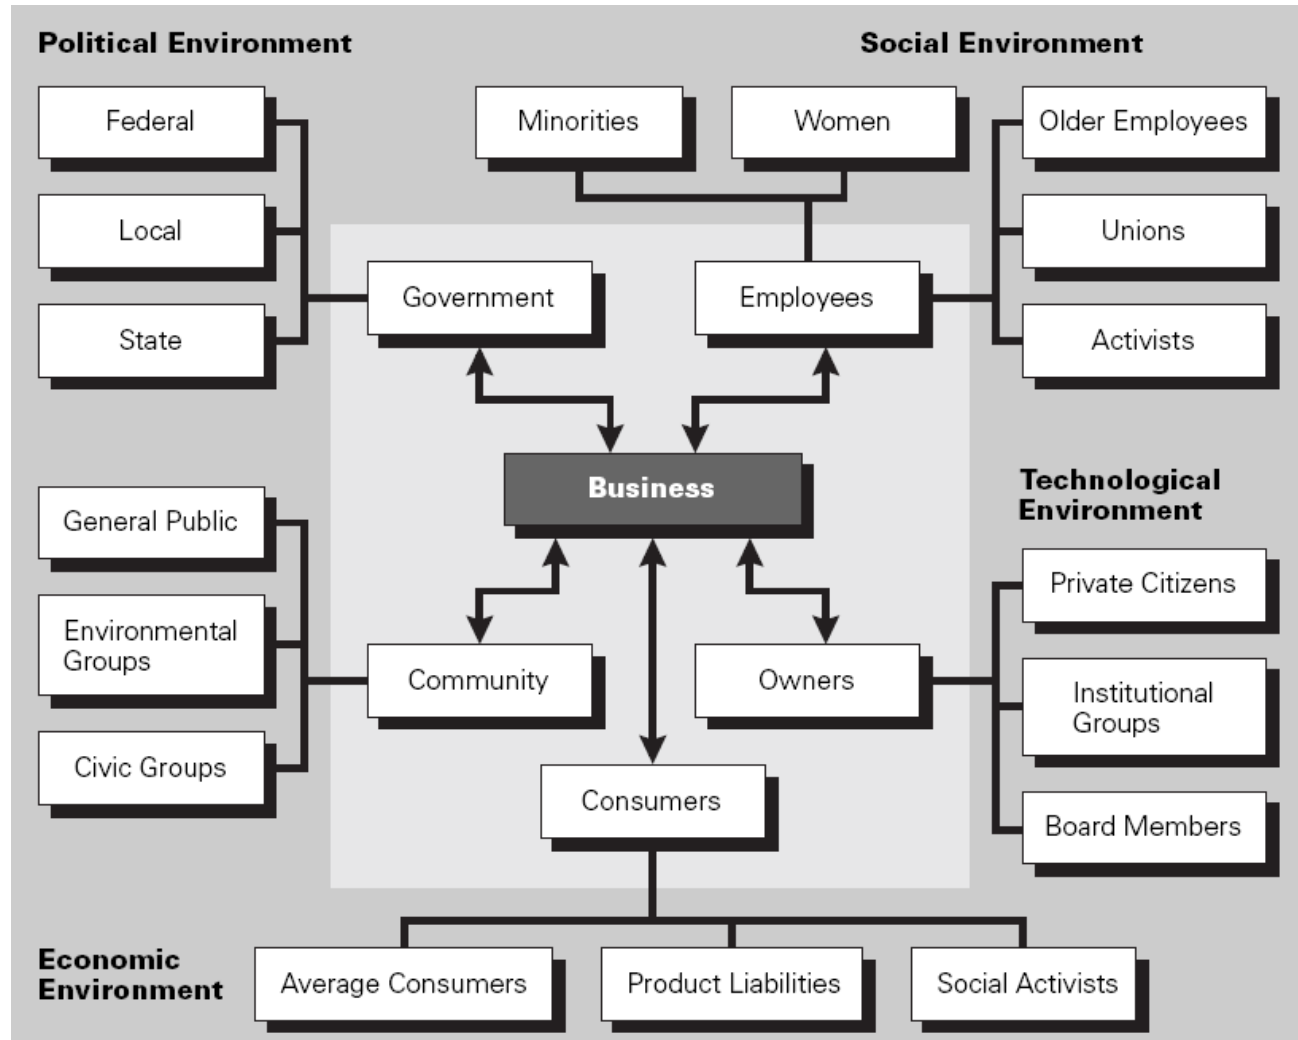 Political Environment
Social Environment
Federal
Minorities
Women
Older Employees
Local
Unions
Government
Employees
State
Activists
Business
Technological
Environment
General Public
Private Citizens
Environmental
Groups
Community
Owners
Institutional
Groups
Civic Groups
Consumers
Board Members
Economic
Environment
Average Consumers
Product Liabilities
Social Activists